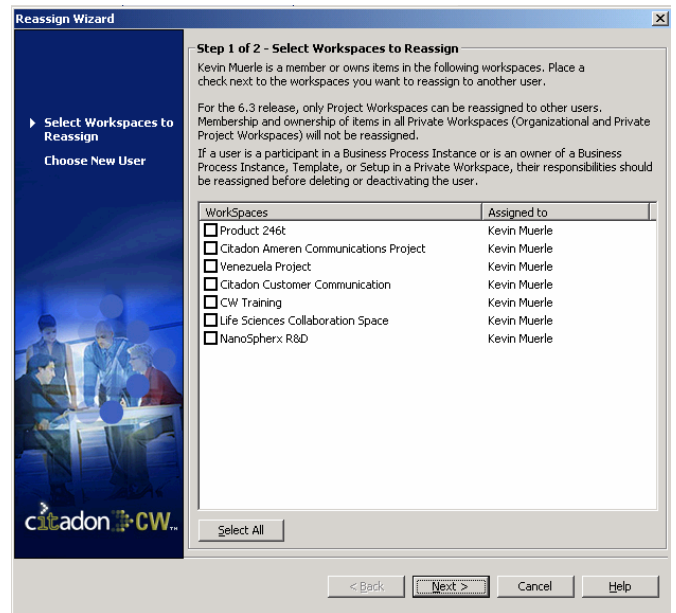 Reassign Wizard
Select Workspaces to
Reassign
Choose New User
citadon CW™
Step 1 of 2 - Select Workspaces to Reassign
Kevin Muerle is a member or owns items in the following workspaces. Place a
check next to the workspaces you want to reassign to another user.
For the 6.3 release, only Project Workspaces can be reassigned to other users.
Membership and ownership of items in all Private Workspaces (Organizational and Private
Project Workspaces) will not be reassigned.
If a user is a participant in a Business Process Instance or is an owner of a Business
Process Instance, Template, or Setup in a Private Workspace, their responsibilities should
be reassigned before deleting or deactivating the user.
WorkSpaces Assigned to
Product 246t Kevin Muerle
Citadon Ameren Communications Project Kevin Muerle
Venezuela Project Kevin Muerle
Citadon Customer Communication Kevin Muerle
CW Training Kevin Muerle
Life Sciences Collaboration Space Kevin Muerle
NanoSpherx R&D Kevin Muerle
Select All
< Back Next > Cancel Help